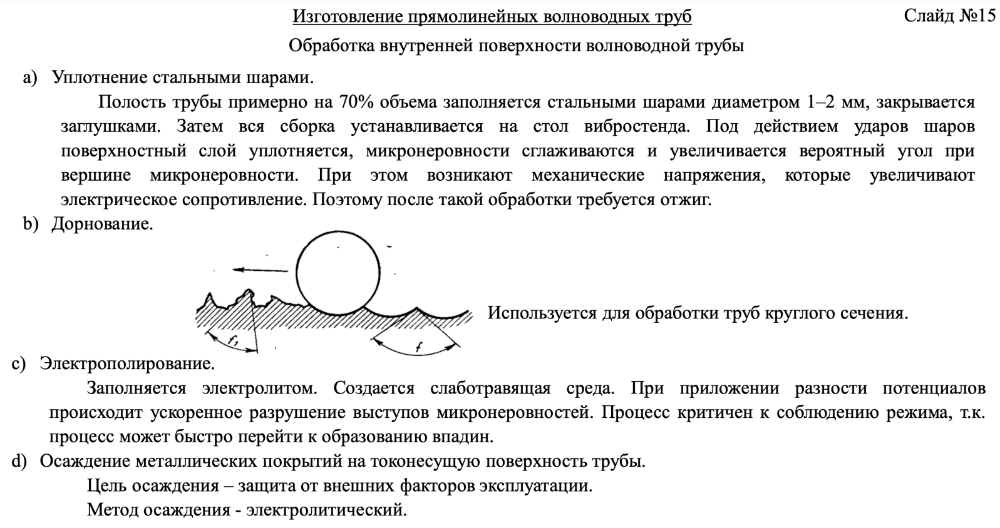 Изготовление прямолинейных волноводных труб
Слайд №15
Обработка внутренней поверхности волноводной трубы
a) Уплотнение стальными шарами.
Полость трубы примерно на 70% объема заполняется стальными шарами диаметром 1–2 мм, закрывается
заглушками. Затем вся сборка устанавливается на стол вибростенда. Под действием ударов шаров
поверхностный слой уплотняется, микронеровности сглаживаются и увеличивается вероятный угол при
вершине микронеровности. При этом возникают механические напряжения, которые увеличивают
электрическое сопротивление. Поэтому после такой обработки требуется отжиг.
b) Дорнование.
Используется для обработки труб круглого сечения.
f₁
f
c) Электрополирование.
Заполняется электролитом. Создается слаботравящая среда. При приложении разности потенциалов
происходит ускоренное разрушение выступов микронеровностей. Процесс критичен к соблюдению режима, т.к.
процесс может быстро перейти к образованию впадин.
d) Осаждение металлических покрытий на токонесущую поверхность трубы.
Цель осаждения – защита от внешних факторов эксплуатации.
Метод осаждения - электролитический.